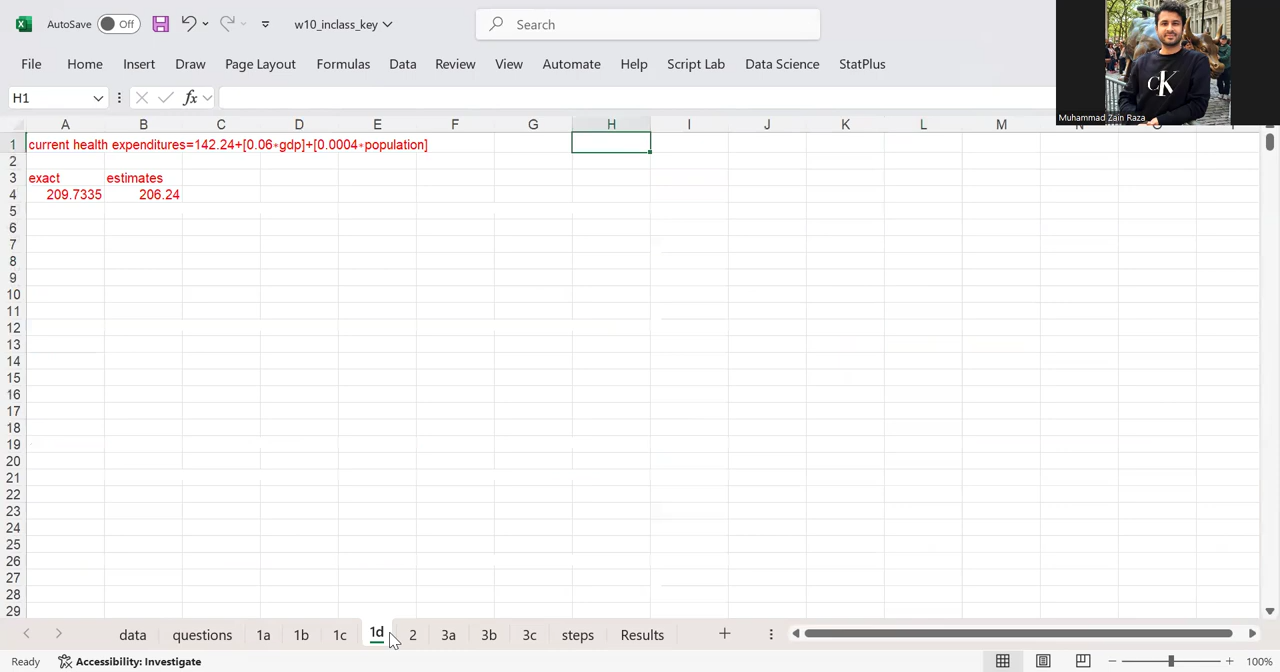 AutoSave Off w10_inclass_key Search
File Home Insert Draw Page Layout Formulas Data Review View Automate Help Script Lab Data Science StatPlus
CK
Muhammad Zain Raza
H1 fx
A B C D E F G H I J K L M
1 current health expenditures=142.24+[0.06*gdp]+[0.0004*population]
2
3 exact estimates
4 209.7335 206.24
5
6
7
8
9
10
11
12
13
14
15
16
17
18
19
20
21
22
23
24
25
26
27
28
29
data questions 1a 1b 1c 1d 2 3a 3b 3c steps Results
Ready Accessibility: Investigate 100%